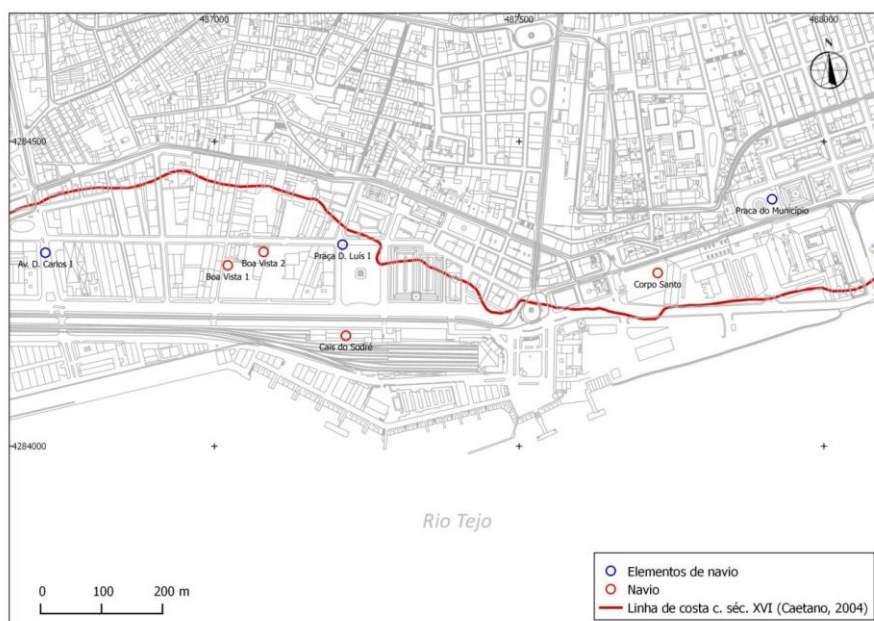 487000
487500
488000
N
4284500
Praca do Município
Av. D. Carlos I
Boa Vista 1
Boa Vista 2
Praça D. Luís I
Corpo Santo
Cais do Sodré
4284000
Rio Tejo
0 100 200 m
Elementos de navio
Navio
Linha de costa c. séc. XVI (Caetano, 2004)